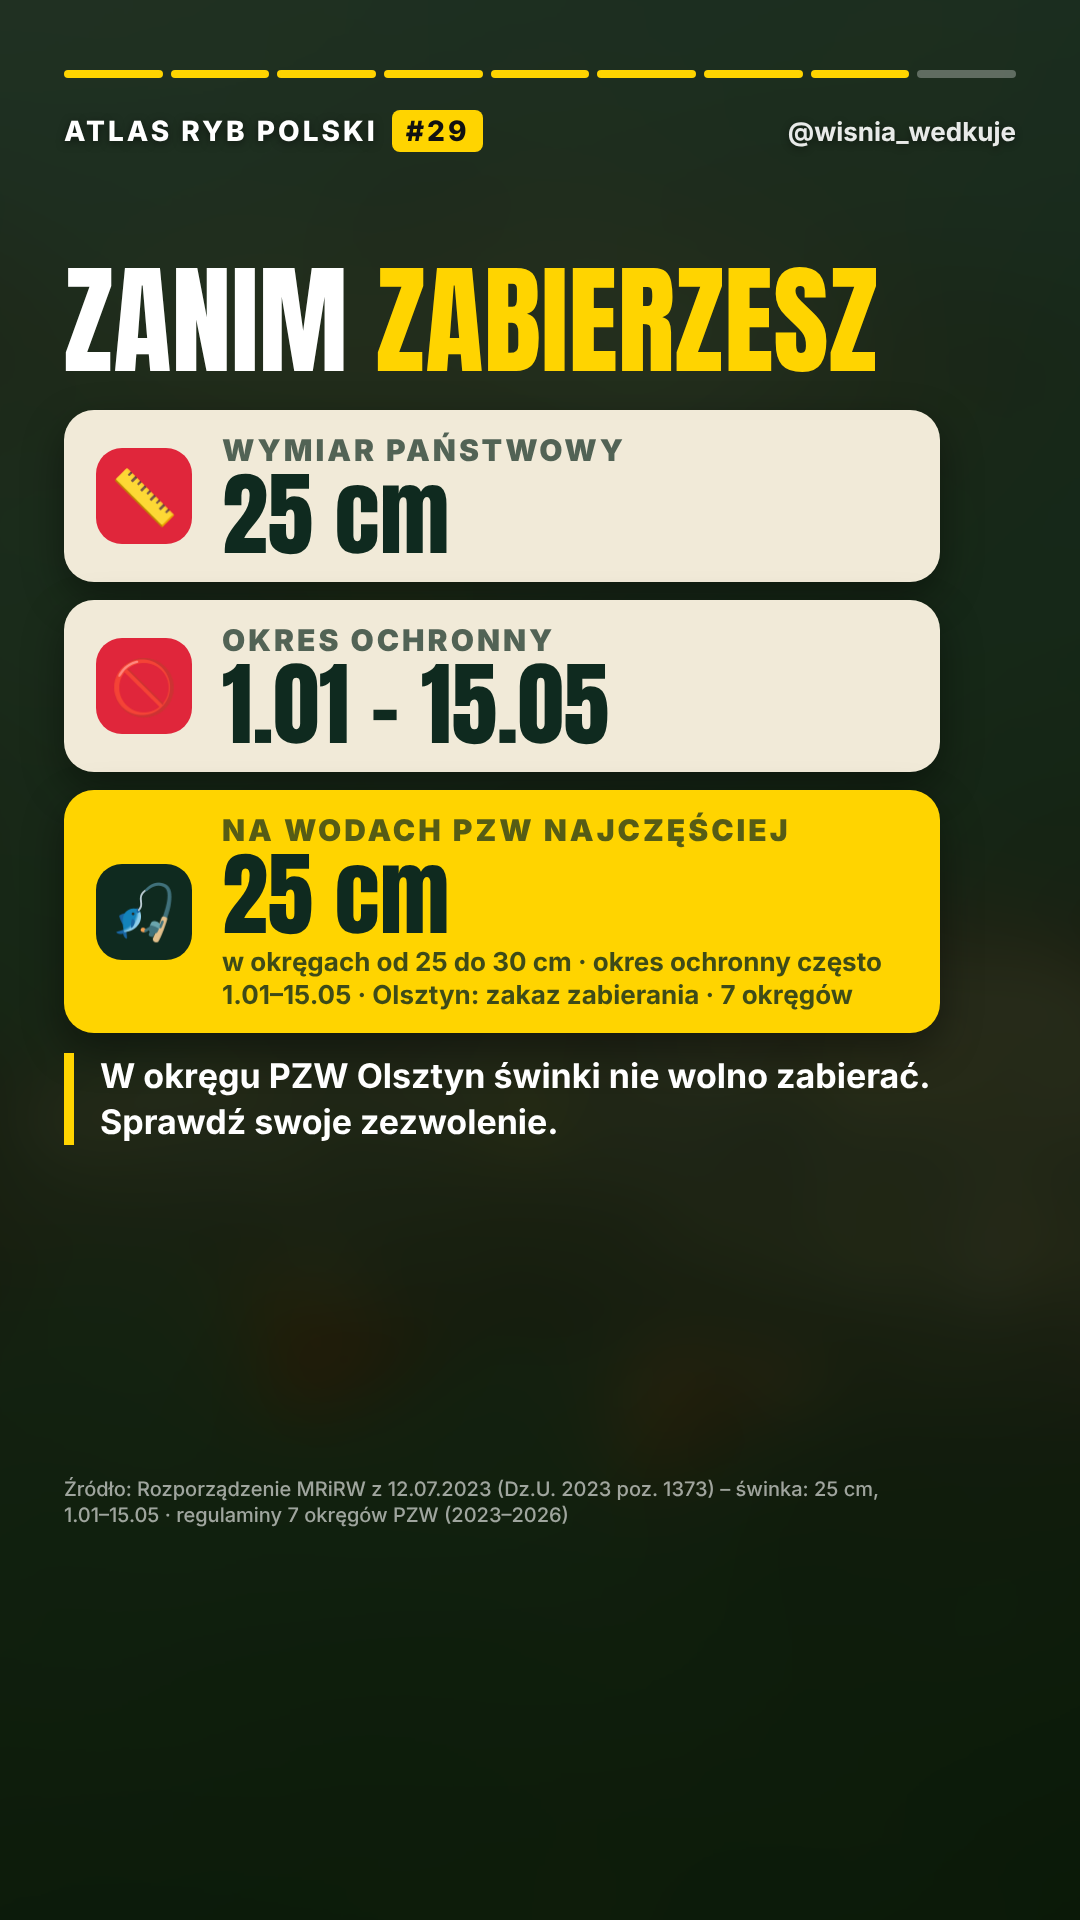 ATLAS RYB POLSKI #29
@wisnia_wedkuje
ZANIM ZABIERZESZ
WYMIAR PAŃSTWOWY
25 cm
OKRES OCHRONNY
1.01 - 15.05
NA WODACH PZW NAJCZĘŚCIEJ
25 cm
w okręgach od 25 do 30 cm · okres ochronny często
1.01–15.05 · Olsztyn: zakaz zabierania · 7 okręgów
W okręgu PZW Olsztyn świnki nie wolno zabierać.
Sprawdź swoje zezwolenie.
Źródło: Rozporządzenie MRiRW z 12.07.2023 (Dz.U. 2023 poz. 1373) – świnka: 25 cm,
1.01–15.05 · regulaminy 7 okręgów PZW (2023–2026)